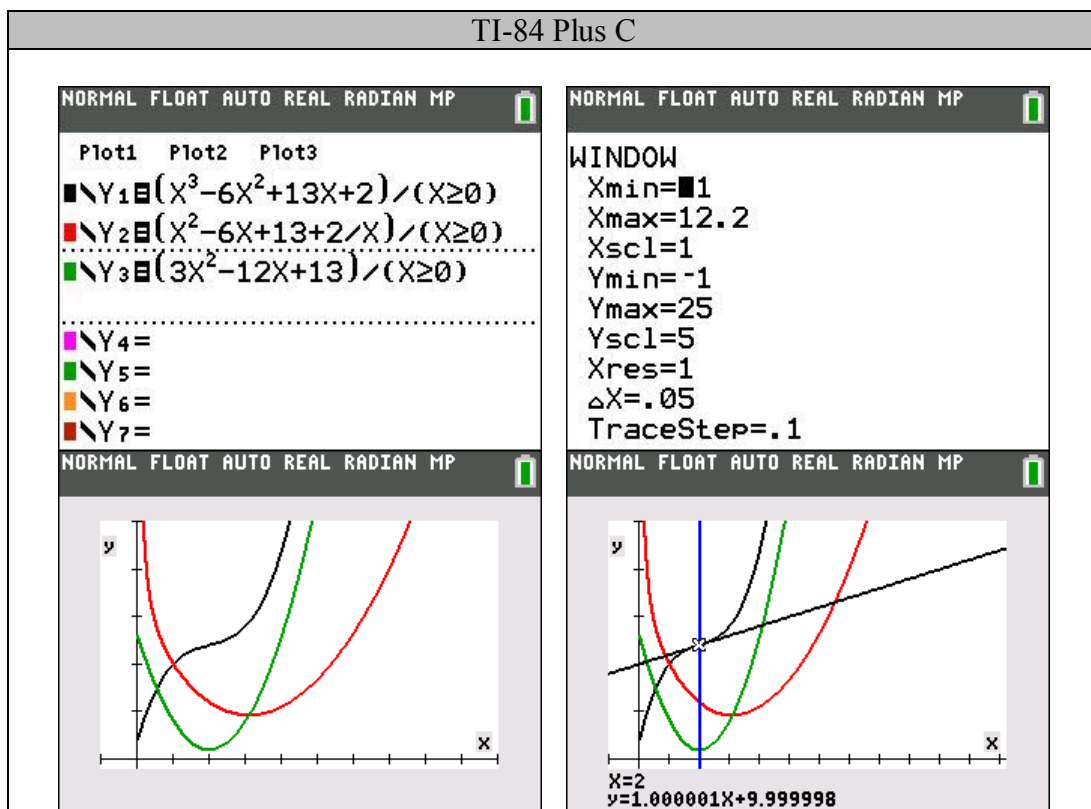 TI-84 Plus C
NORMAL FLOAT AUTO REAL RADIAN MP
Plot1 Plot2 Plot3
\Y₁=(X³-6X²+13X+2)/(X≥0)
\Y₂=(X²-6X+13+2/X)/(X≥0)
\Y₃=(3X²-12X+13)/(X≥0)
\Y₄=
\Y₅=
\Y₆=
\Y₇=
NORMAL FLOAT AUTO REAL RADIAN MP
WINDOW
Xmin=1
Xmax=12.2
Xscl=1
Ymin=-1
Ymax=25
Yscl=5
Xres=1
△X=.05
TraceStep=.1
NORMAL FLOAT AUTO REAL RADIAN MP
y
x
NORMAL FLOAT AUTO REAL RADIAN MP
y
x
X=2
y=1.000001X+9.999998